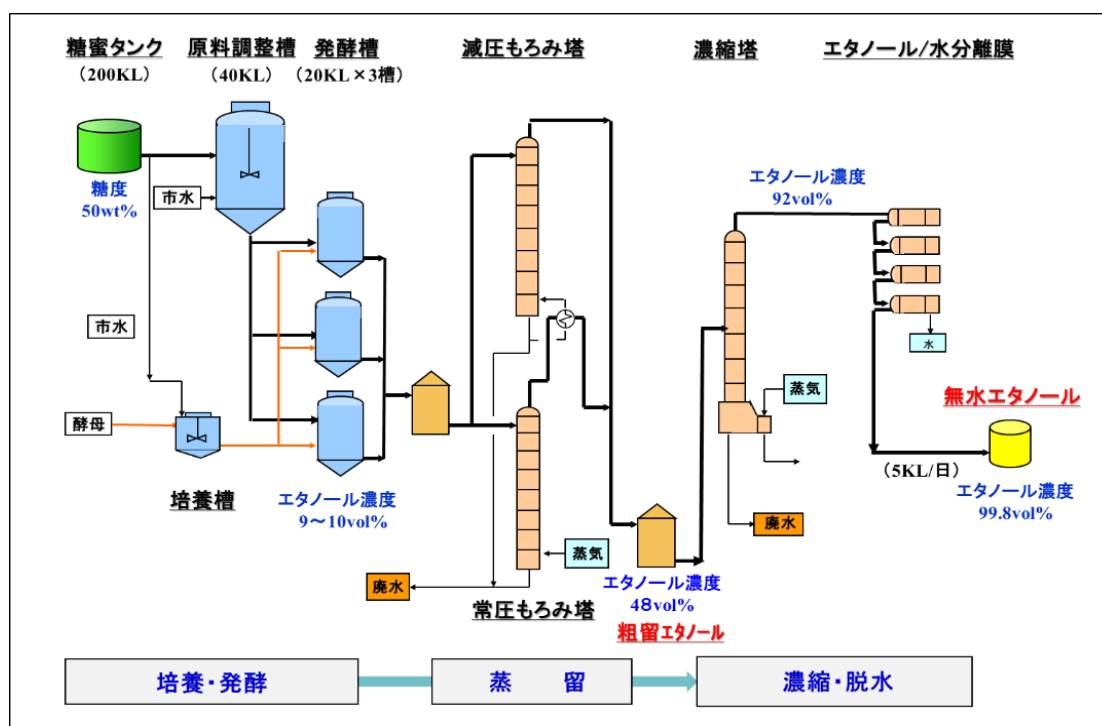 糖蜜タンク
（200KL）
原料調整槽
（40KL）
発酵槽
（20KL×3槽）
減圧もろみ塔
濃縮塔
エタノール/水分離膜
糖度
50wt%
市水
エタノール濃度
92vol%
市水
水
蒸気
無水エタノール
酵母
（5KL/日）
培養槽
エタノール濃度
9～10vol%
エタノール濃度
99.8vol%
廃水
蒸気
廃水
エタノール濃度
48vol%
常圧もろみ塔
粗留エタノール
培養・発酵
蒸　留
濃縮・脱水